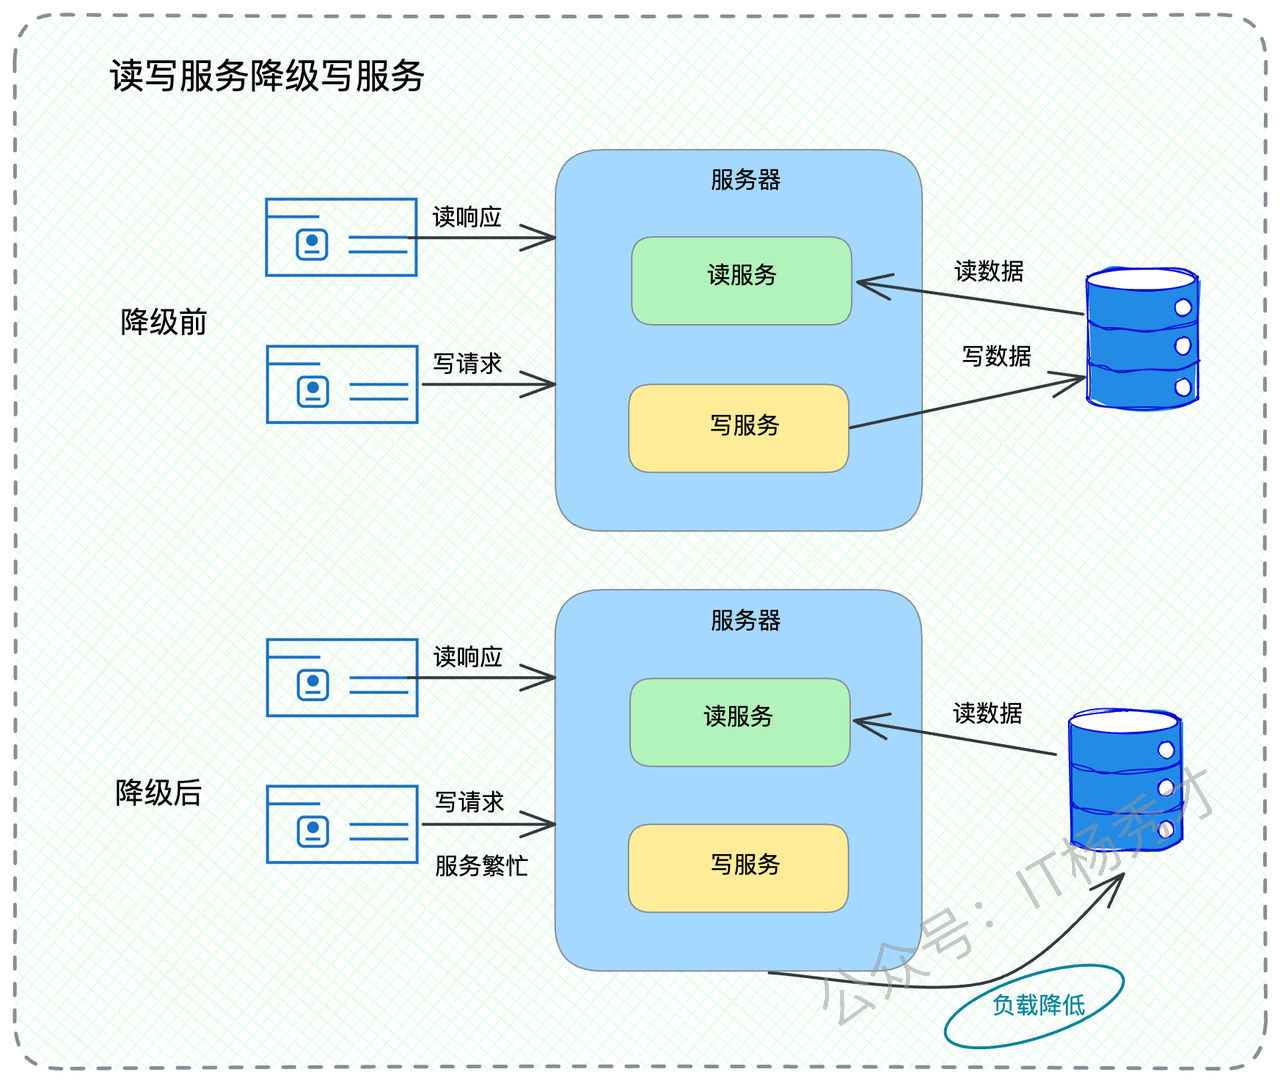 读写服务降级写服务
服务器
读响应
读服务
读数据
降级前
写请求
写数据
写服务
服务器
读响应
读服务
读数据
降级后
写请求
服务繁忙
写服务
公众号：IT杨秀才
负载降低